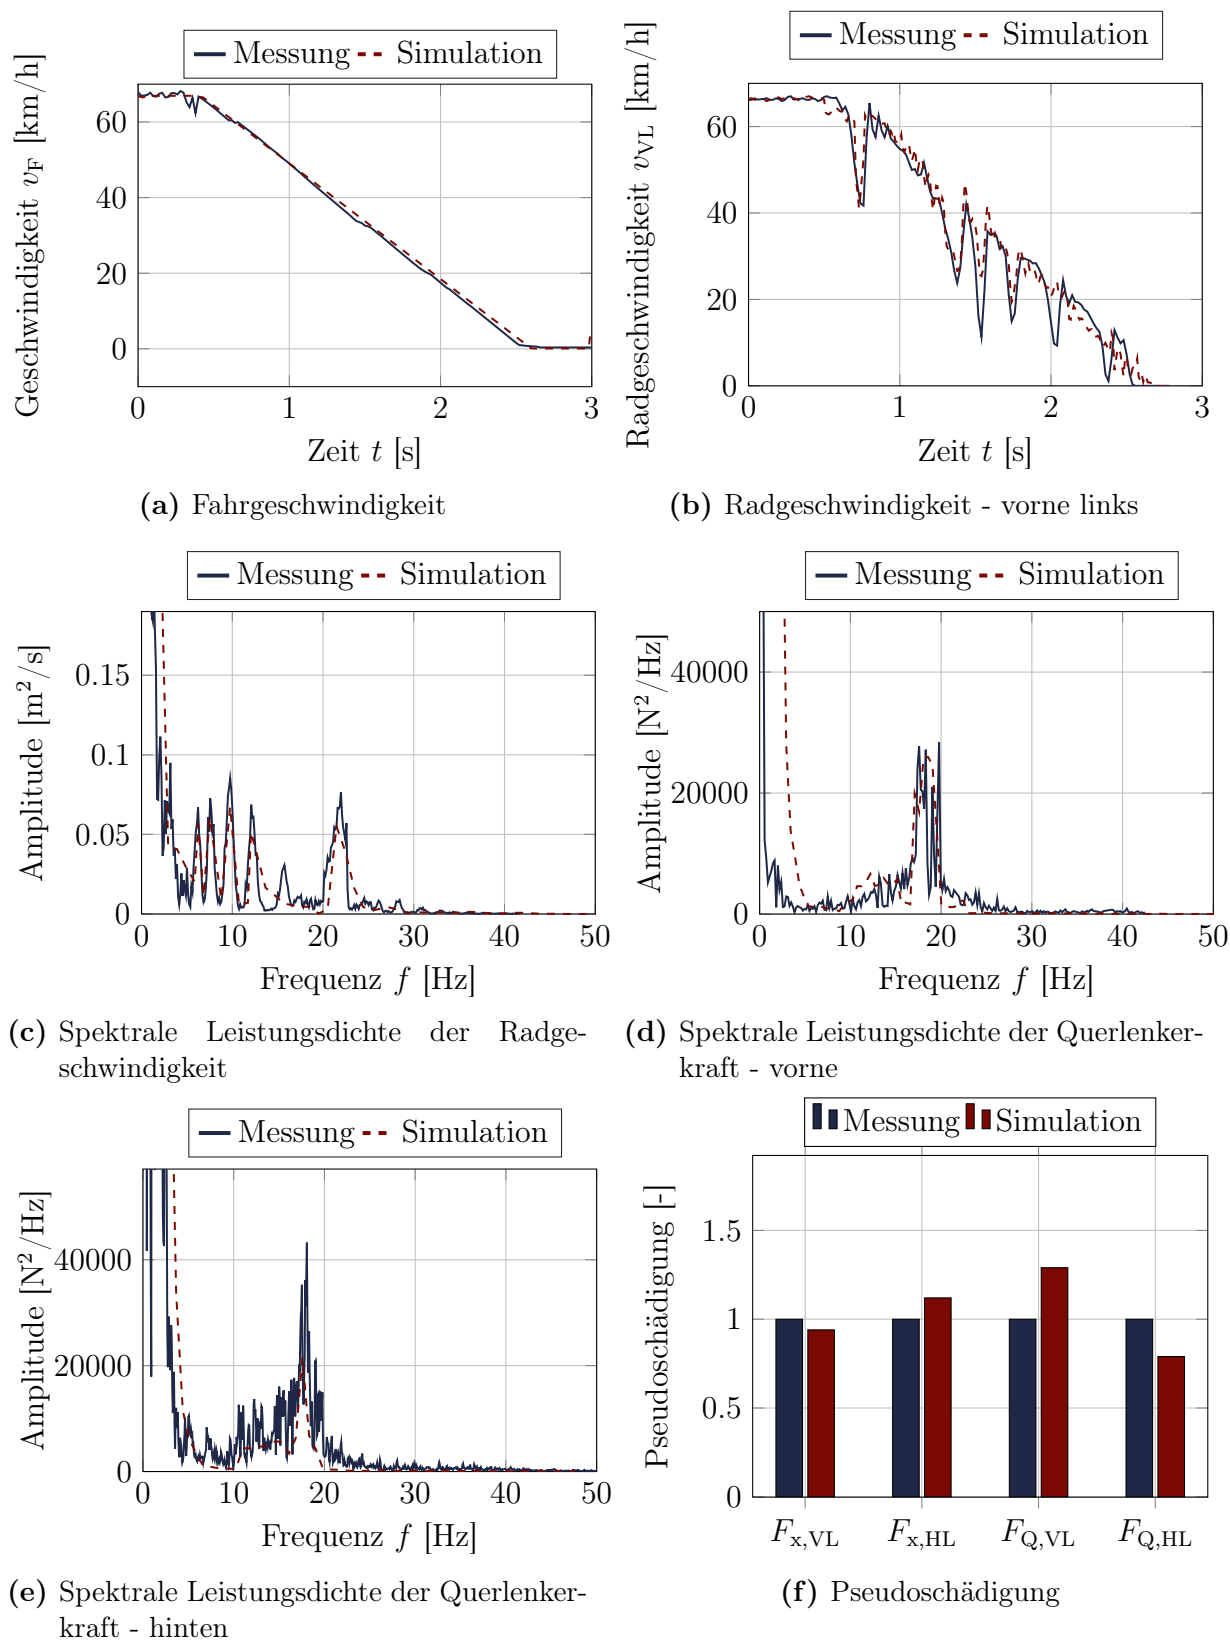 Messung Simulation
Geschwindigkeit v_F [km/h]
60
40
20
0
0 1 2 3
Zeit t [s]
(a) Fahrgeschwindigkeit
Messung Simulation
Radgeschwindigkeit v_VL [km/h]
60
40
20
0
0 1 2 3
Zeit t [s]
(b) Radgeschwindigkeit - vorne links
Messung Simulation
Amplitude [m²/s]
0.15
0.1
0.05
0
0 10 20 30 40 50
Frequenz f [Hz]
(c) Spektrale Leistungsdichte der Radge-
schwindigkeit
Messung Simulation
Amplitude [N²/Hz]
40000
20000
0
0 10 20 30 40 50
Frequenz f [Hz]
(d) Spektrale Leistungsdichte der Querlenker-
kraft - vorne
Messung Simulation
Amplitude [N²/Hz]
40000
20000
0
0 10 20 30 40 50
Frequenz f [Hz]
(e) Spektrale Leistungsdichte der Querlenker-
kraft - hinten
Messung Simulation
Pseudoschädigung [-]
1.5
1
0.5
0
F_x,VL F_x,HL F_Q,VL F_Q,HL
(f) Pseudoschädigung